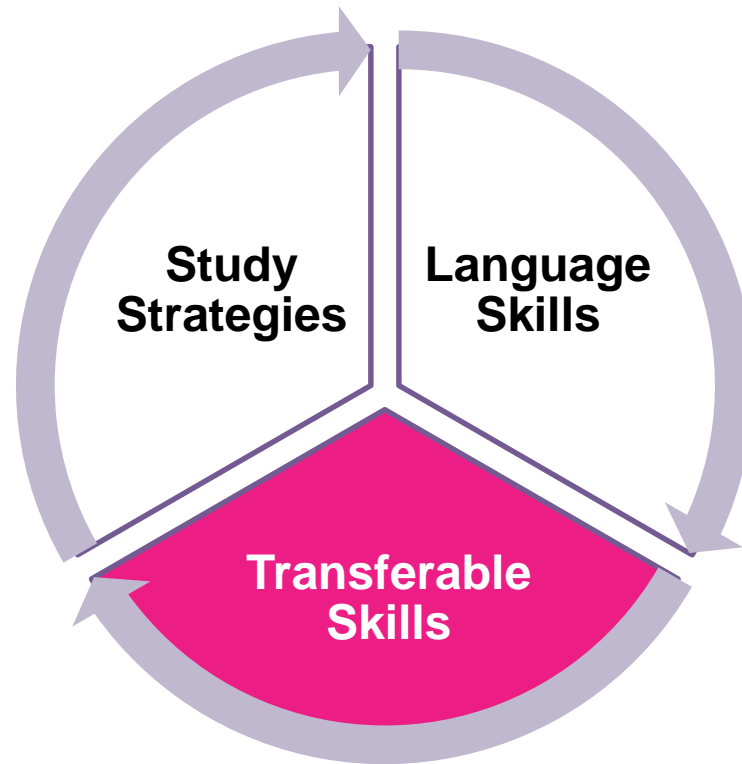 Study
Strategies
Language
Skills
Transferable
Skills